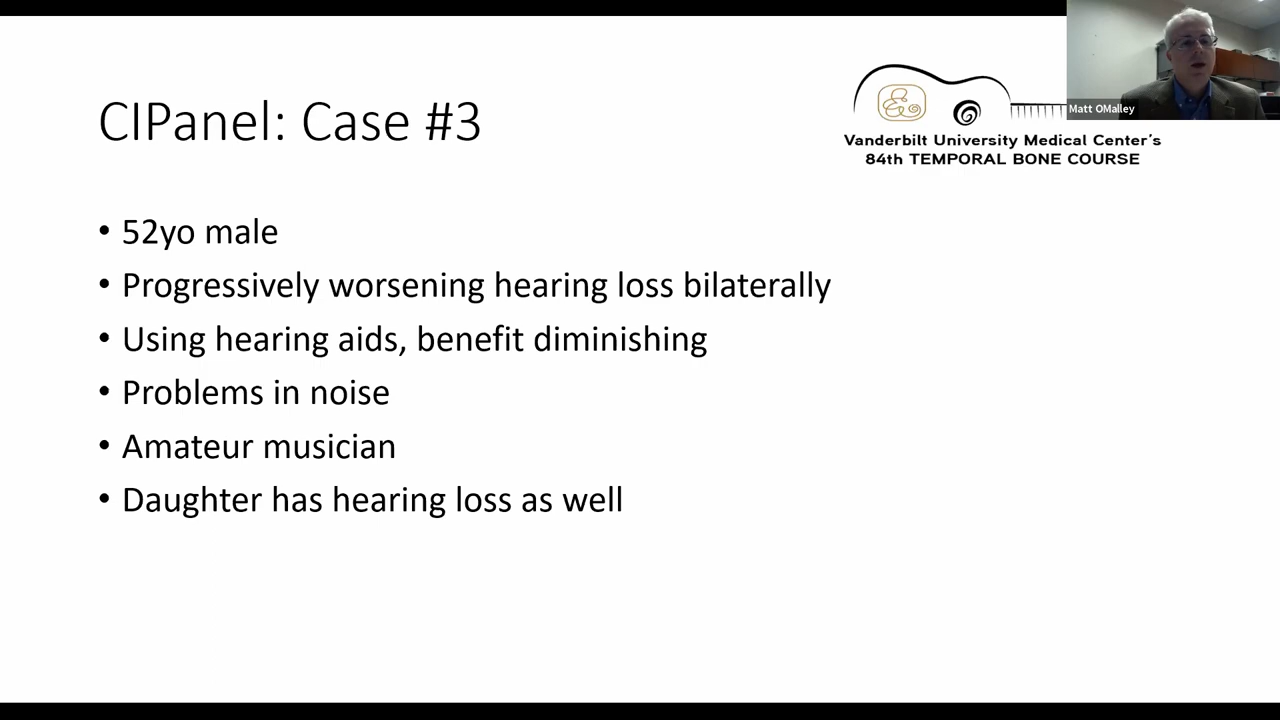 CIPanel: Case #3
Matt OMalley
Vanderbilt University Medical Center's
84th TEMPORAL BONE COURSE
• 52yo male
• Progressively worsening hearing loss bilaterally
• Using hearing aids, benefit diminishing
• Problems in noise
• Amateur musician
• Daughter has hearing loss as well